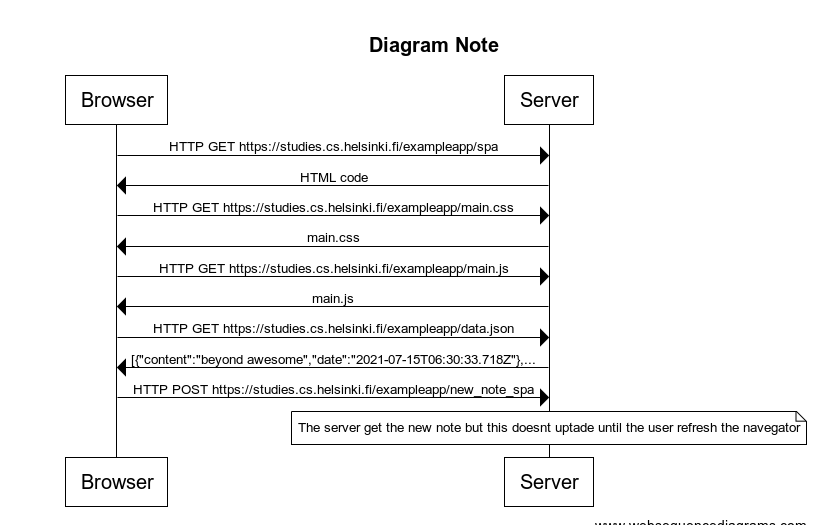 Diagram Note
Browser
Server
HTTP GET https://studies.cs.helsinki.fi/exampleapp/spa
HTML code
HTTP GET https://studies.cs.helsinki.fi/exampleapp/main.css
main.css
HTTP GET https://studies.cs.helsinki.fi/exampleapp/main.js
main.js
HTTP GET https://studies.cs.helsinki.fi/exampleapp/data.json
[{"content":"beyond awesome","date":"2021-07-15T06:30:33.718Z"},...
HTTP POST https://studies.cs.helsinki.fi/exampleapp/new_note_spa
The server get the new note but this doesnt uptade until the user refresh the navegator
Browser
Server
www.websequencediagrams.com